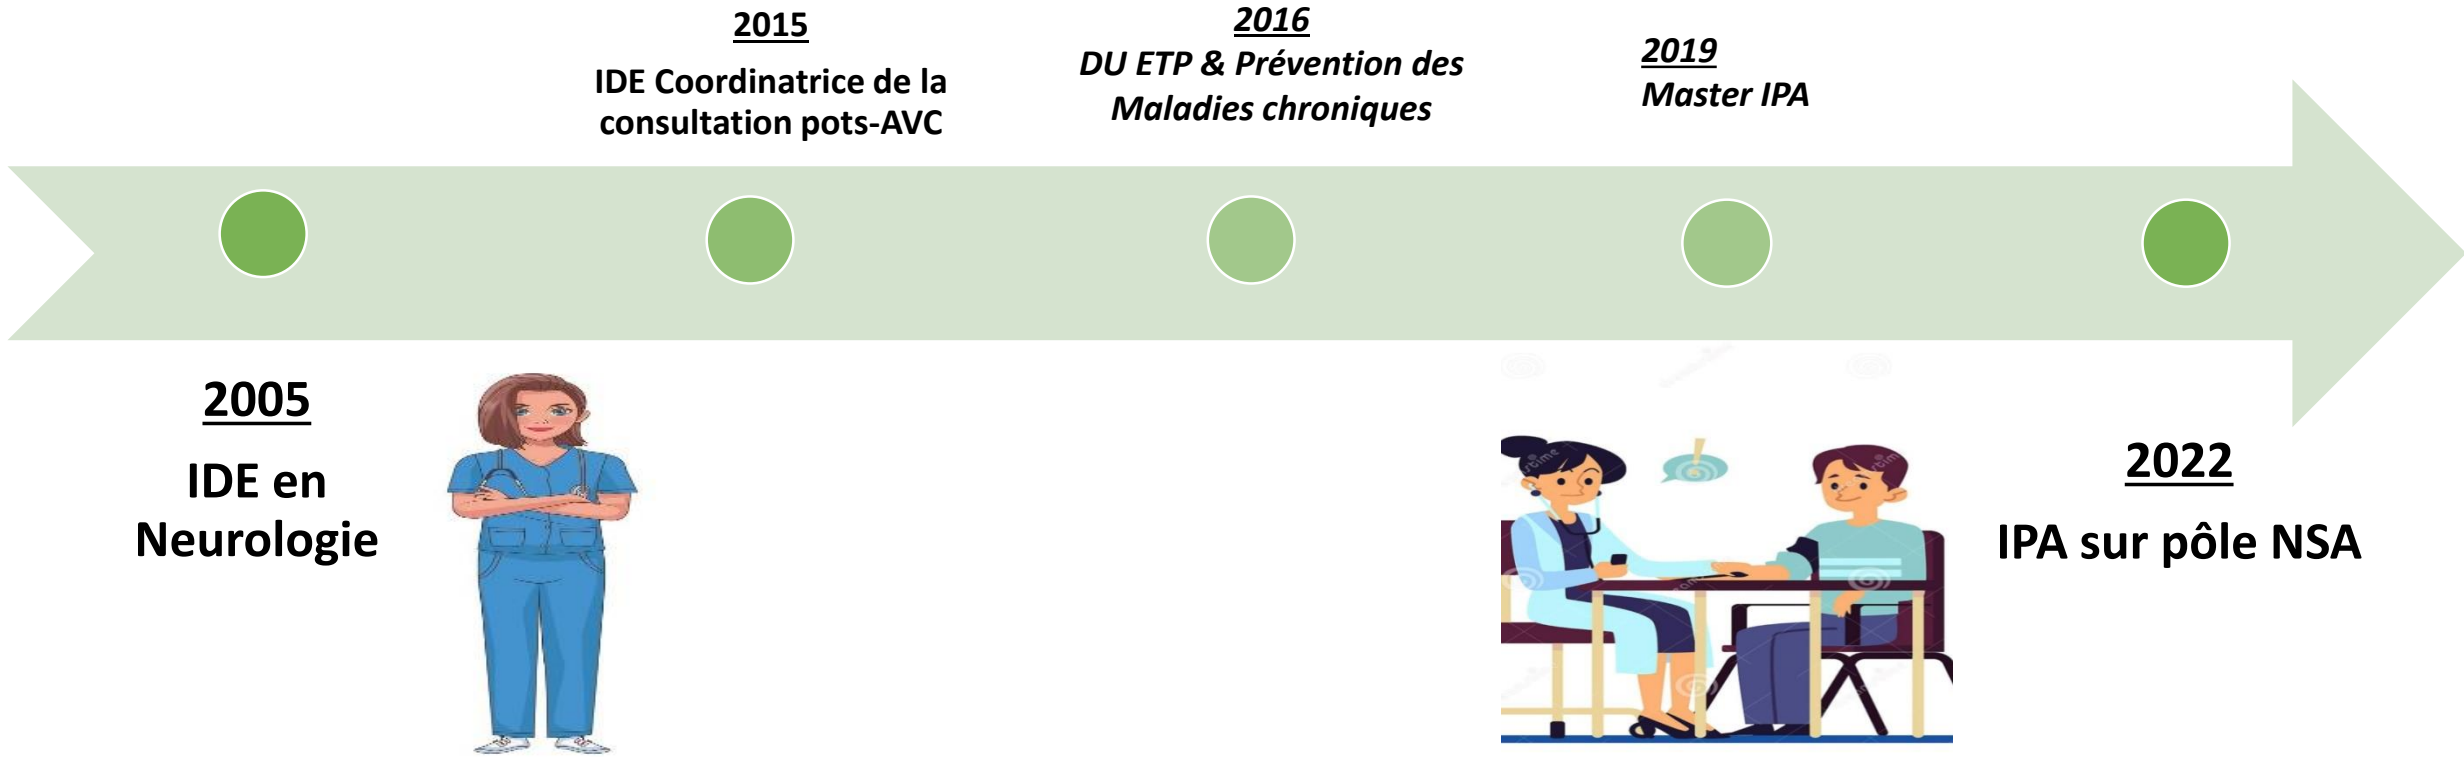 2015
IDE Coordinatrice de la
consultation pots-AVC
2016
DU ETP & Prévention des
Maladies chroniques
2019
Master IPA
2005
IDE en
Neurologie
2022
IPA sur pôle NSA